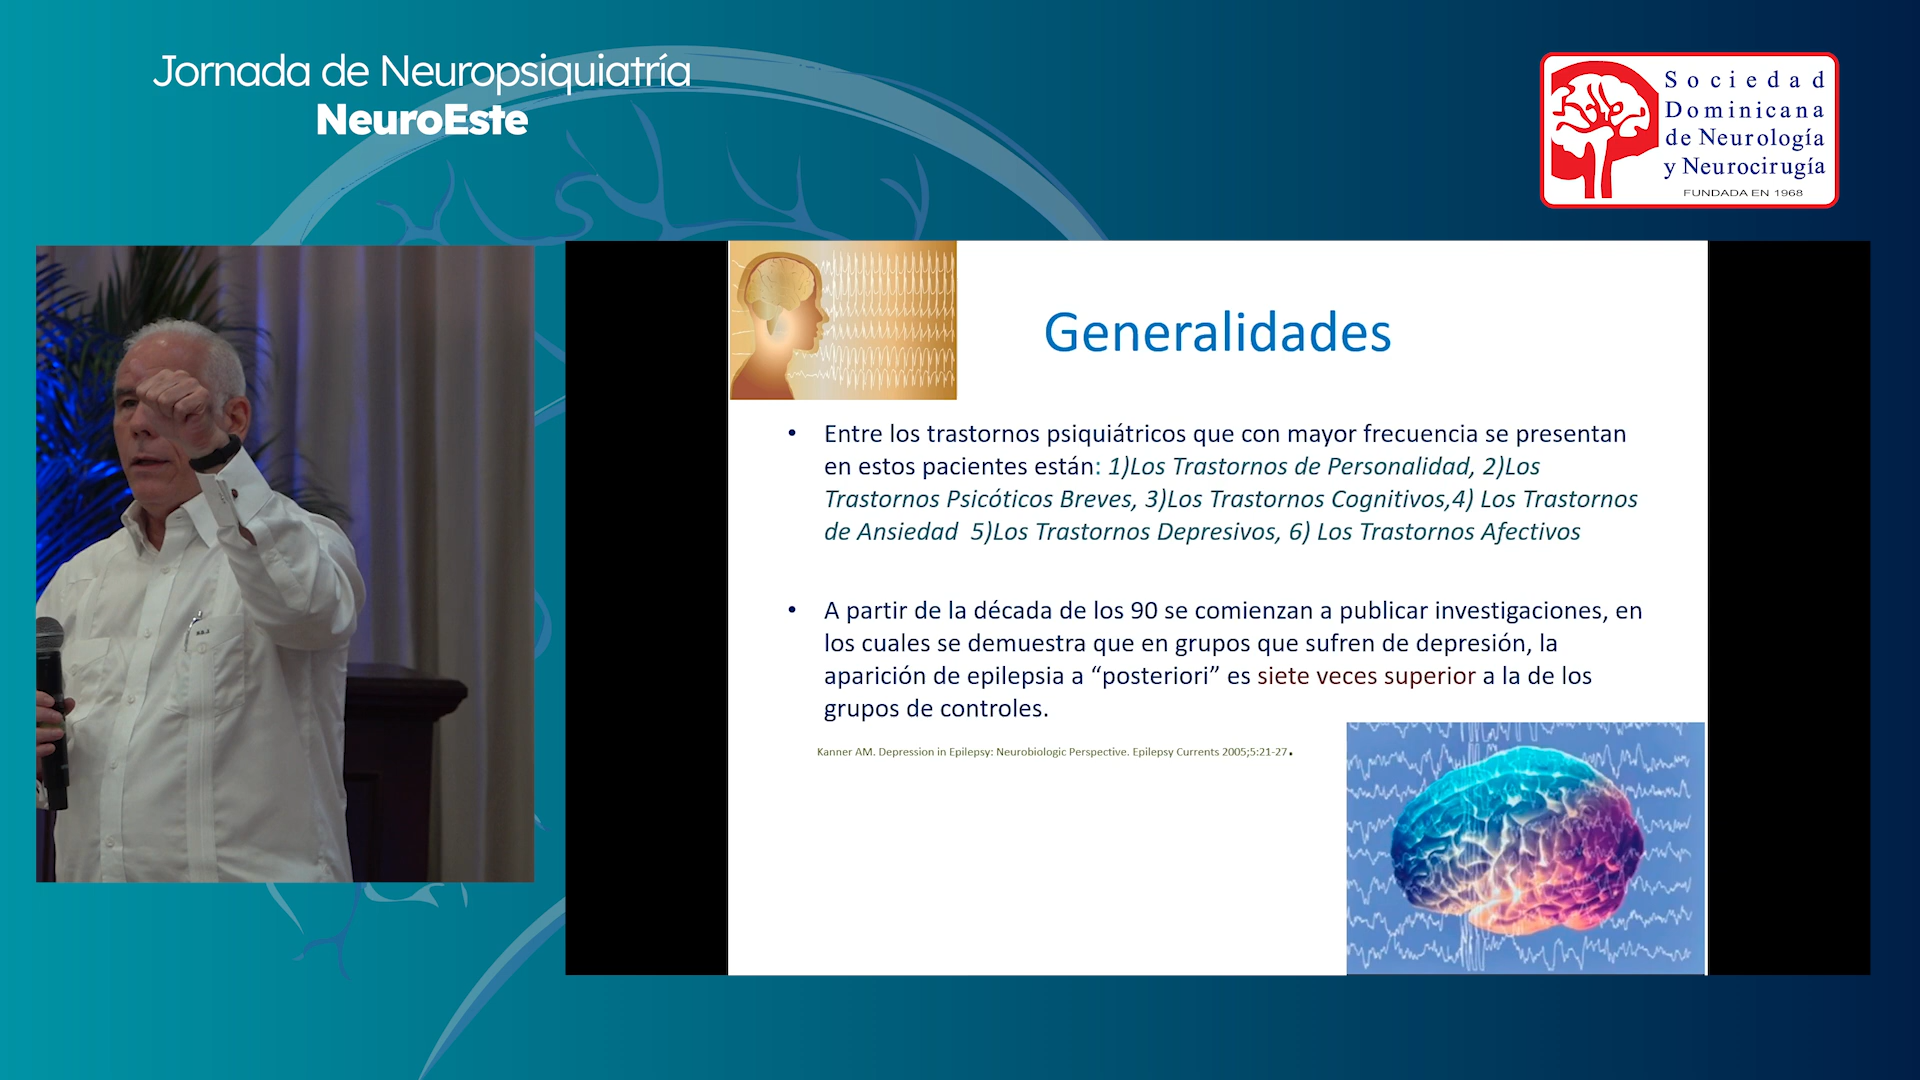 Jornada de Neuropsiquiatría
NeuroEste
Sociedad
Dominicana
de Neurología
y Neurocirugía
FUNDADA EN 1968
Generalidades
• Entre los trastornos psiquiátricos que con mayor frecuencia se presentan
en estos pacientes están: 1)Los Trastornos de Personalidad, 2)Los
Trastornos Psicóticos Breves, 3)Los Trastornos Cognitivos,4) Los Trastornos
de Ansiedad 5)Los Trastornos Depresivos, 6) Los Trastornos Afectivos
• A partir de la década de los 90 se comienzan a publicar investigaciones, en
los cuales se demuestra que en grupos que sufren de depresión, la
aparición de epilepsia a “posteriori” es siete veces superior a la de los
grupos de controles.
Kanner AM. Depression in Epilepsy: Neurobiologic Perspective. Epilepsy Currents 2005;5:21-27.